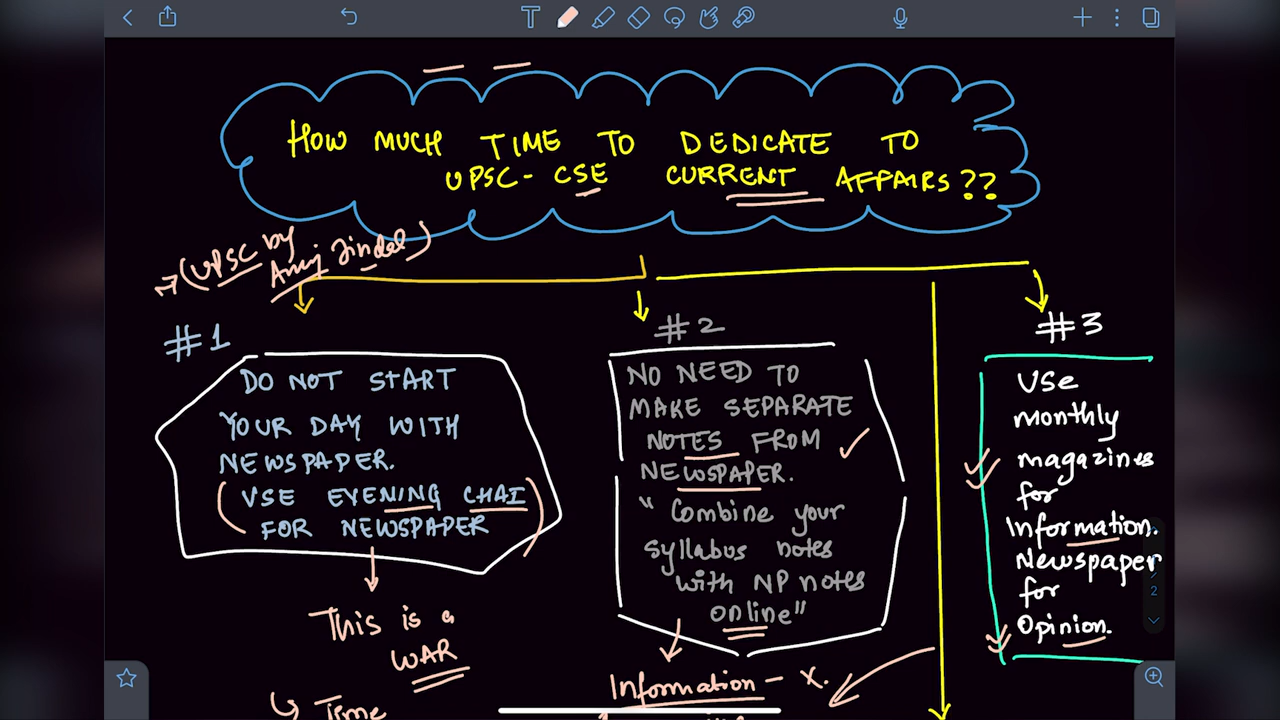 HOW MUCH TIME TO DEDICATE TO
UPSC- CSE CURRENT AFFAIRS??
→(UPSC by
Anuj Jindal)
#1
DO NOT START
YOUR DAY WITH
NEWSPAPER.
(USE EVENING CHAI
FOR NEWSPAPER)
This is a
WAR
Time
#2
NO NEED TO
MAKE SEPARATE
NOTES FROM
NEWSPAPER.
"Combine your
syllabus notes
with NP notes
online"
Information - X.
#3
USe
monthly
magazines
for
Information.
Newspaper
for
Opinion.
2